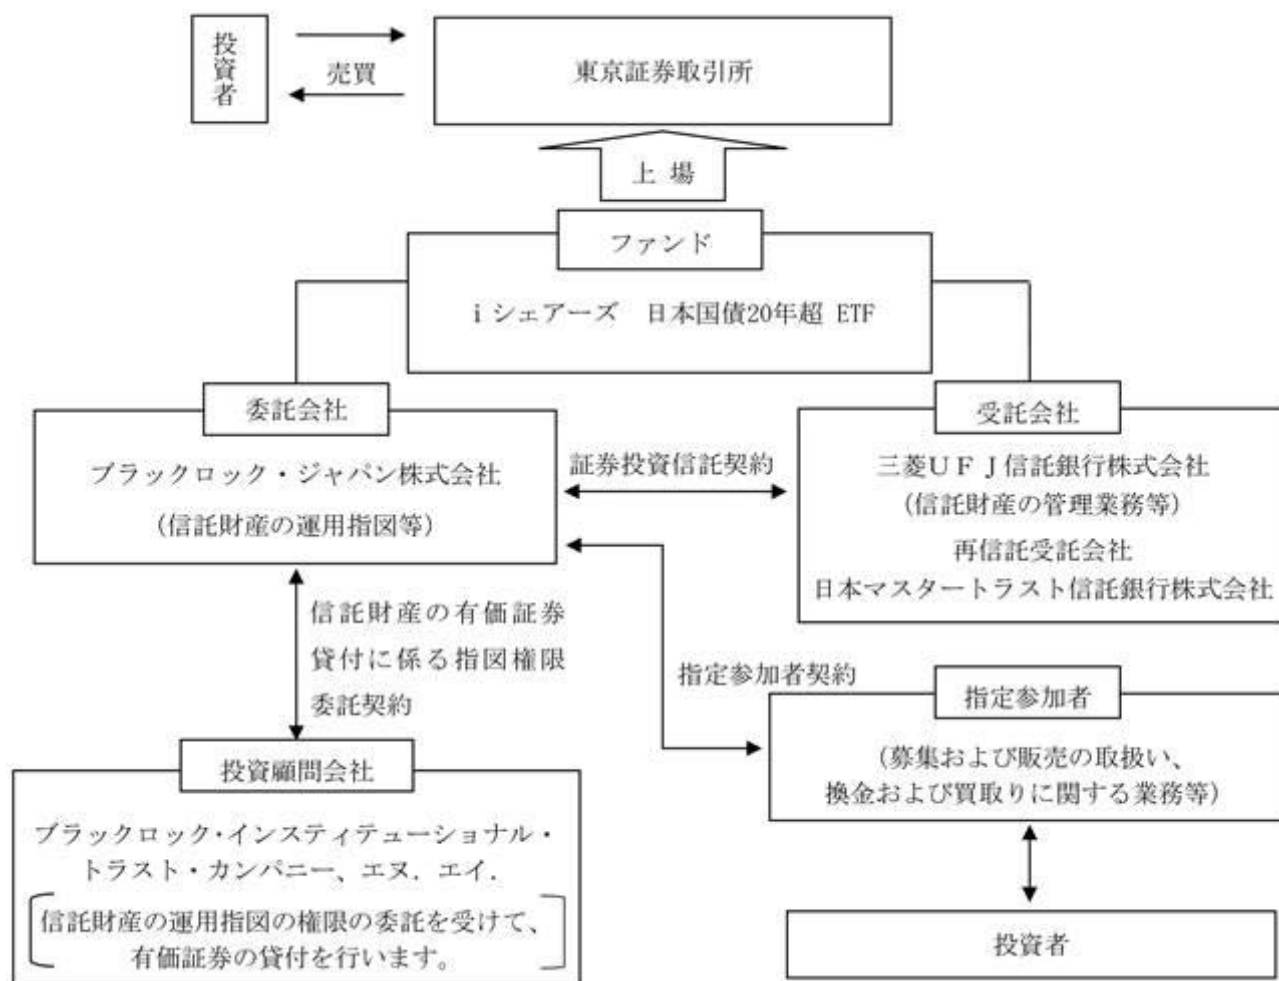 投資者
売買
東京証券取引所
上 場
ファンド
ｉシェアーズ　日本国債20年超 ETF
委託会社
ブラックロック・ジャパン株式会社
（信託財産の運用指図等）
証券投資信託契約
受託会社
三菱ＵＦＪ信託銀行株式会社
（信託財産の管理業務等）
再信託受託会社
日本マスタートラスト信託銀行株式会社
信託財産の有価証券
貸付に係る指図権限
委託契約
指定参加者契約
指定参加者
（募集および販売の取扱い、
換金および買取りに関する業務等）
投資顧問会社
ブラックロック・インスティテューショナル・
トラスト・カンパニー、エヌ．エイ．
信託財産の運用指図の権限の委託を受けて、
有価証券の貸付を行います。
投資者